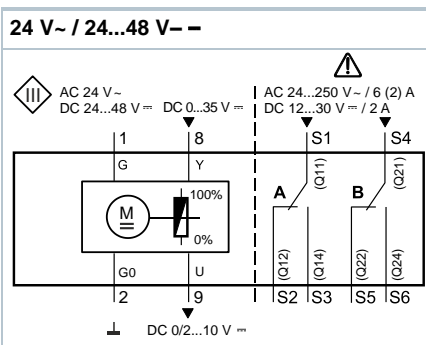 24 V~ / 24...48 V– –
III
AC 24 V ~
DC 24...48 V ⎓
DC 0...35 V ⎓
AC 24...250 V ~ / 6 (2) A
DC 12...30 V ⎓ / 2 A
1
8
S1
S4
G
Y
(Q11)
(Q21)
100%
A
B
M
0%
G0
U
(Q12)
(Q14)
(Q22)
(Q24)
2
9
S2
S3
S5
S6
DC 0/2...10 V ⎓